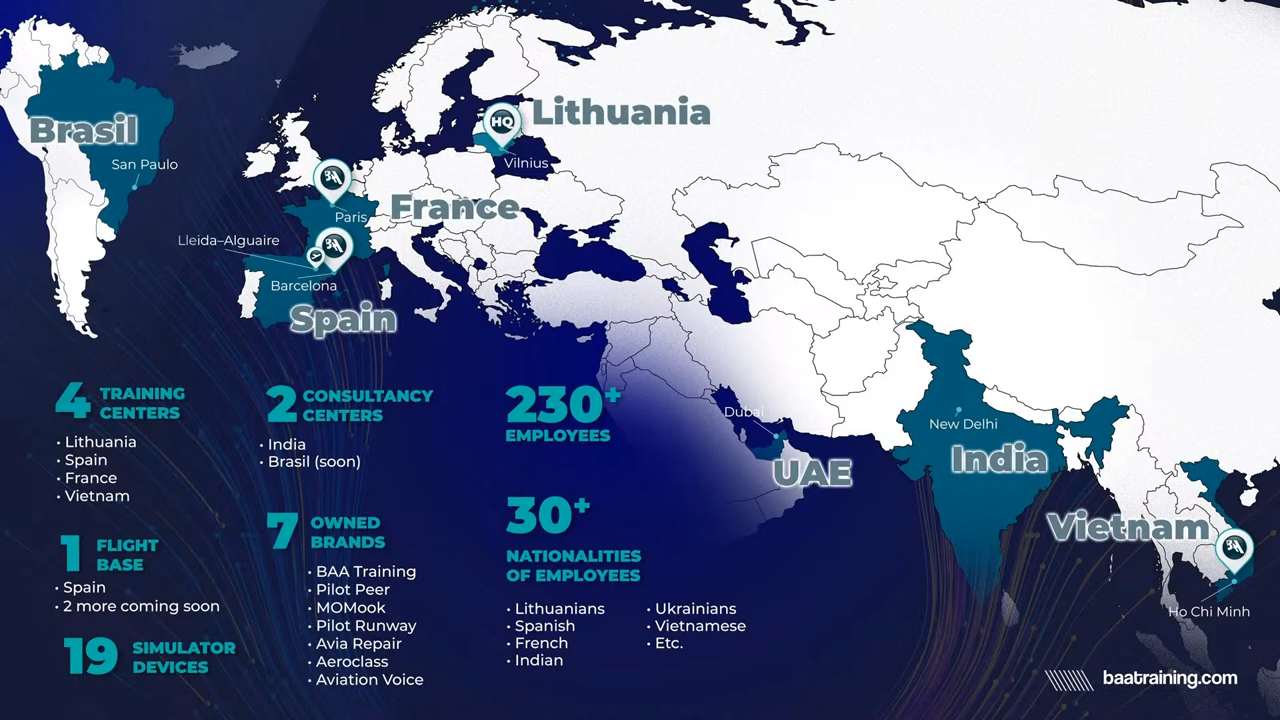 Brasil
San Paulo
HQ
Lithuania
Vilnius
France
Paris
Lleida–Alguaire
Barcelona
Spain
Dubai
UAE
New Delhi
India
Vietnam
Ho Chi Minh
4 TRAINING
CENTERS
• Lithuania
• Spain
• France
• Vietnam
1 FLIGHT
BASE
• Spain
• 2 more coming soon
19 SIMULATOR
DEVICES
2 CONSULTANCY
CENTERS
• India
• Brasil (soon)
7 OWNED
BRANDS
• BAA Training
• Pilot Peer
• MOMook
• Pilot Runway
• Avia Repair
• Aeroclass
• Aviation Voice
230+
EMPLOYEES
30+
NATIONALITIES
OF EMPLOYEES
• Lithuanians
• Spanish
• French
• Indian
• Ukrainians
• Vietnamese
• Etc.
baatraining.com